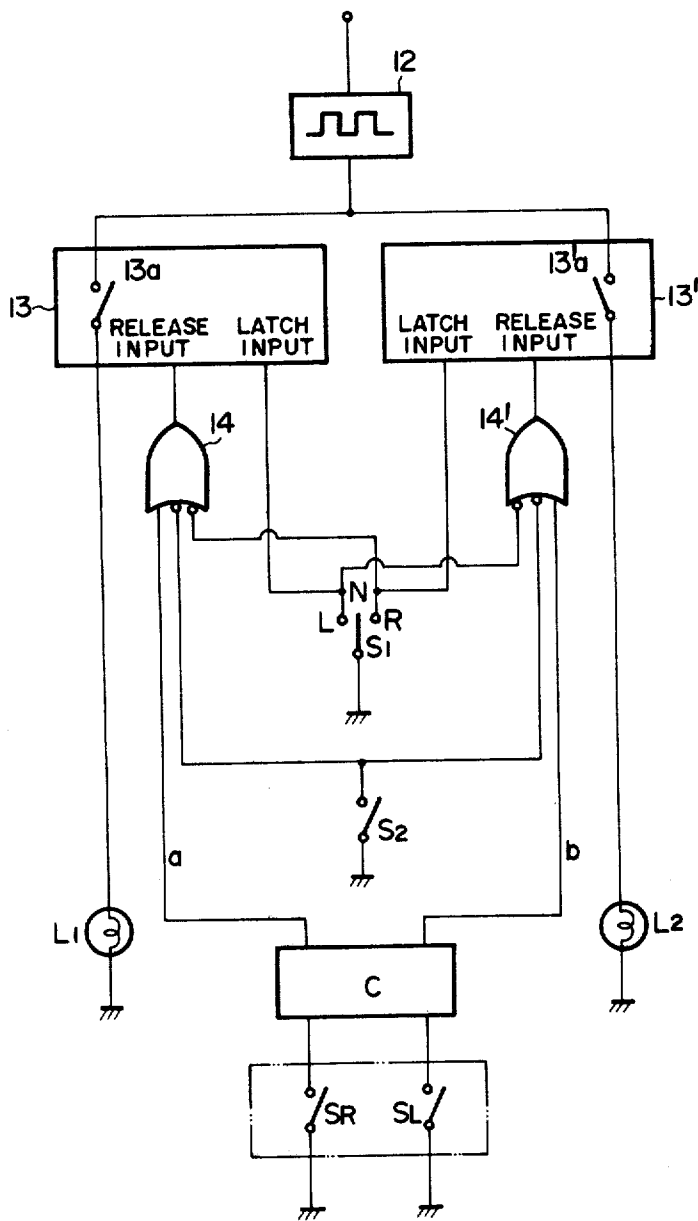 12
13a
13'a
13
13'
RELEASE INPUT
LATCH INPUT
LATCH INPUT
RELEASE INPUT
14
14'
N
L
R
S1
S2
a
b
L1
L2
C
SR
SL